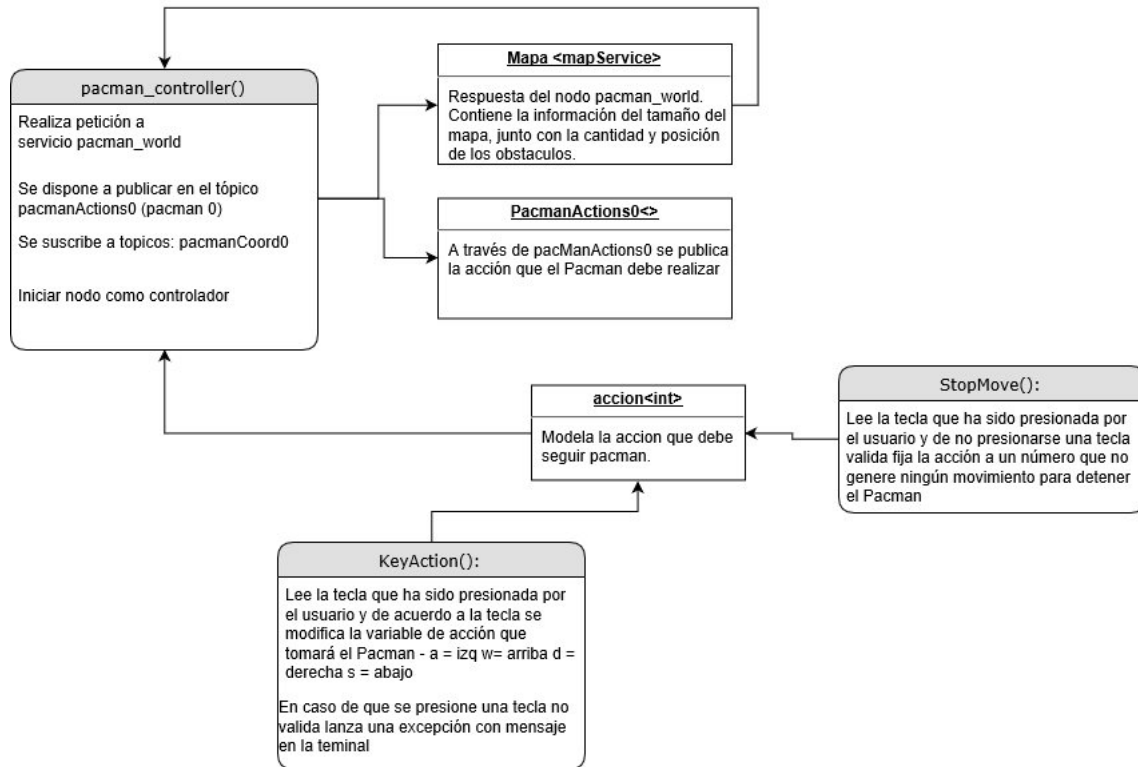 pacman_controller()
Realiza petición a
servicio pacman_world
Se dispone a publicar en el tópico
pacmanActions0 (pacman 0)
Se suscribe a topicos: pacmanCoord0
Iniciar nodo como controlador
Mapa <mapService>
Respuesta del nodo pacman_world.
Contiene la información del tamaño del
mapa, junto con la cantidad y posición
de los obstaculos.
PacmanActions0<>
A través de pacManActions0 se publica
la acción que el Pacman debe realizar
accion<int>
Modela la accion que debe
seguir pacman.
StopMove():
Lee la tecla que ha sido presionada por
el usuario y de no presionarse una tecla
valida fija la acción a un número que no
genere ningún movimiento para detener
el Pacman
KeyAction():
Lee la tecla que ha sido presionada por
el usuario y de acuerdo a la tecla se
modifica la variable de acción que
tomará el Pacman - a = izq w= arriba d =
derecha s = abajo
En caso de que se presione una tecla no
valida lanza una excepción con mensaje
en la teminal